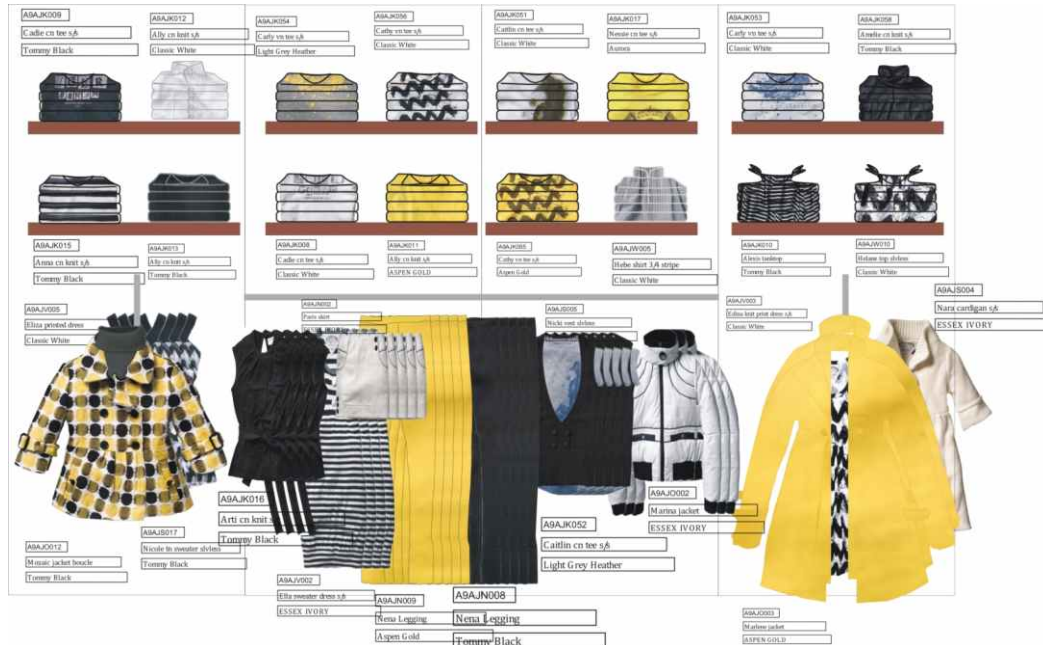 A9AJK009
Cadie cn tee s/s
Tommy Black
A9AJK012
Ally cn knit s/s
Classic White
A9AJK054
Carly vn tee s/s
Light Grey Heather
A9AJK056
Cathy vn tee s/s
Classic White
A9AJK051
Caitlin cn tee s/s
Classic White
A9AJK017
Nessie cn tee s/s
Aurora
A9AJK053
Carly vn tee s/s
Classic White
A9AJK058
Amelie cn knit s/s
Tommy Black
A9AJK015
Anna cn knit s/s
Tommy Black
A9AJK013
Ally cn knit s/s
Tommy Black
A9AJK008
Cadie cn tee s/s
Classic White
A9AJK011
Ally cn knit s/s
ASPEN GOLD
Cathy vn tee s/s
Aspen Gold
A9AJW005
Hebe shirt 3/4 stripe
Classic White
A9AJK010
Alexis tanktop
Tommy Black
A9AJW010
Helane top slvless
Classic White
A9AJV005
Eliza printed dress
Classic White
A9AJN002
Paris skirt
A9AJS005
Nicki vest slvless
A9AJV003
Edina knit print dress s/s
Classic White
A9AJS004
Nara cardigan s/s
ESSEX IVORY
A9AJK016
Arti cn knit s/s
Tommy Black
A9AJO002
Marina jacket
ESSEX IVORY
A9AJO012
Mosaic jacket boucle
Tommy Black
A9AJS017
Nicole tn sweater slvless
Tommy Black
A9AJK052
Caitlin cn tee s/s
Light Grey Heather
A9AJV002
Ella sweater dress s/s
ESSEX IVORY
A9AJN009
Nena Legging
Aspen Gold
A9AJN008
Nena Legging
Tommy Black
A9AJO003
Marlene jacket
ASPEN GOLD